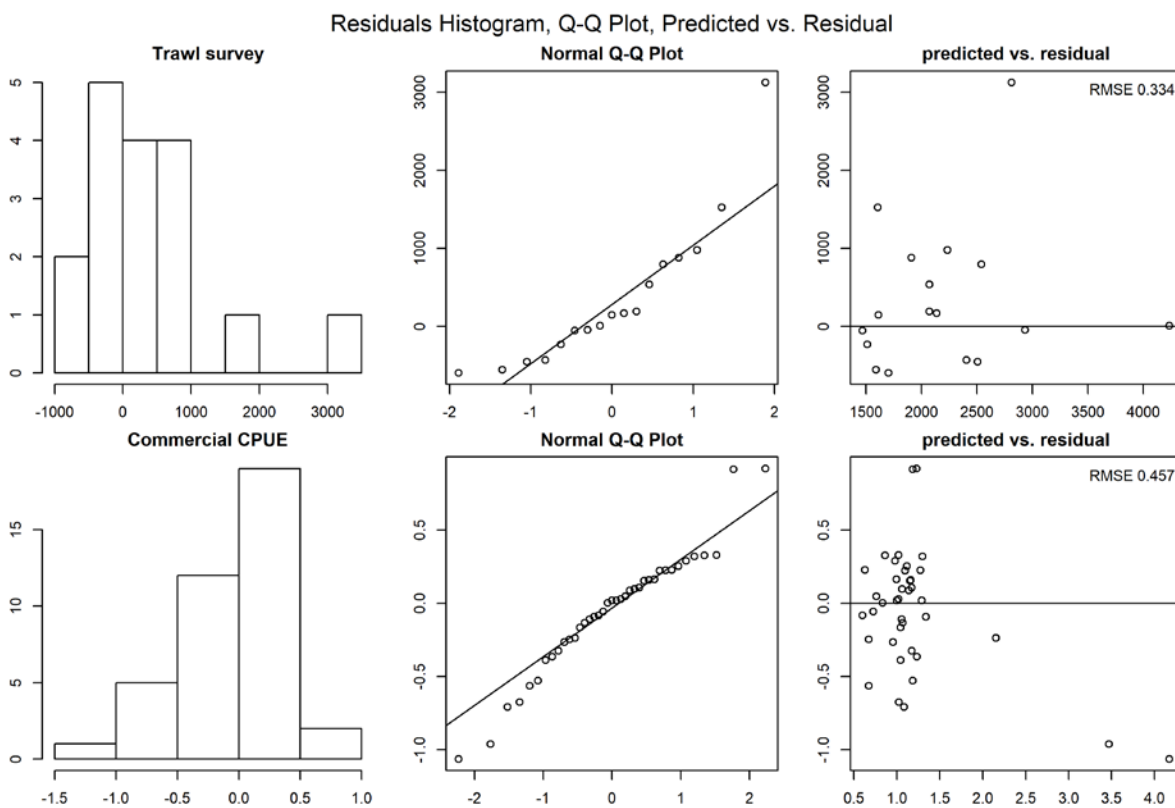 Residuals Histogram, Q-Q Plot, Predicted vs. Residual
Trawl survey
Normal Q-Q Plot
predicted vs. residual
5
4
3
2
1
0
-1000 0 1000 2000 3000
3000
2000
1000
0
-2 -1 0 1 2
RMSE 0.334
3000
2000
1000
0
1500 2000 2500 3000 3500 4000
Commercial CPUE
Normal Q-Q Plot
predicted vs. residual
15
10
5
0
-1.5 -1.0 -0.5 0.0 0.5 1.0
0.5
0.0
-0.5
-1.0
-2 -1 0 1 2
RMSE 0.457
0.5
0.0
-0.5
-1.0
0.5 1.0 1.5 2.0 2.5 3.0 3.5 4.0